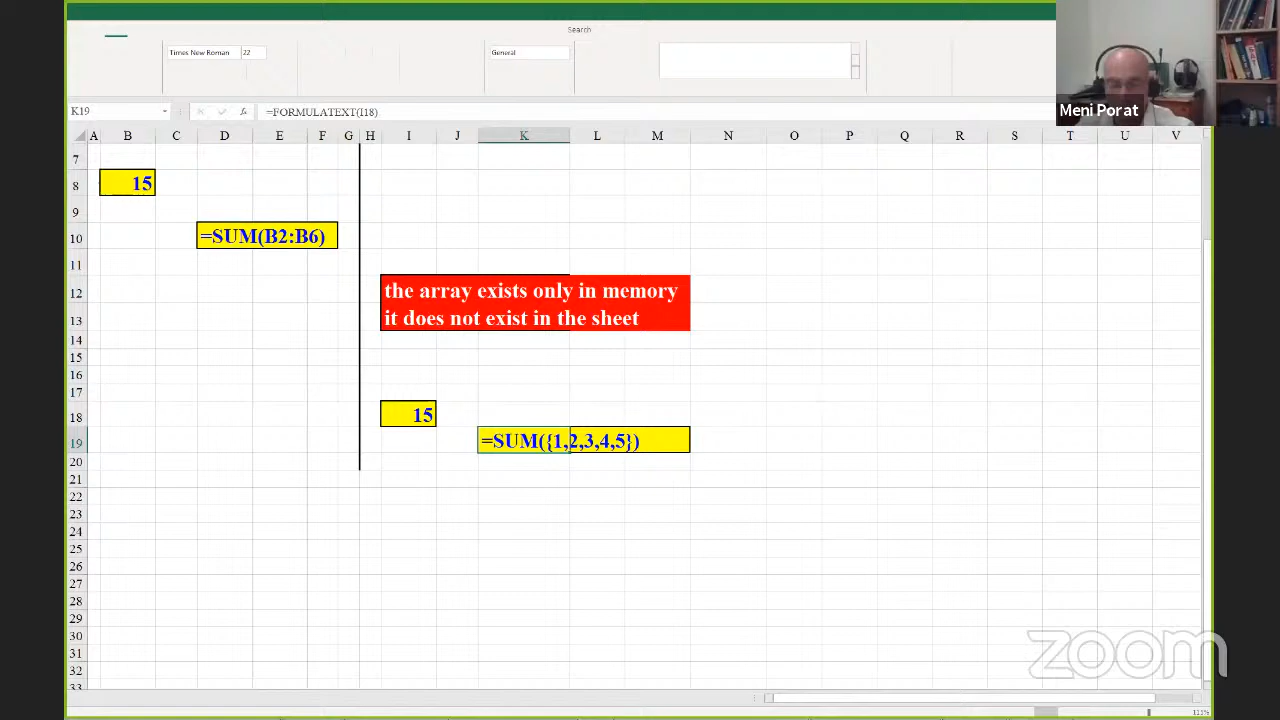 Search
Times New Roman 22
General
Meni Porat
K19 fx =FORMULATEXT(I18)
A B C D E F G H I J K L M N O P Q R S T U V
7
8 15
9
10 =SUM(B2:B6)
11
12 the array exists only in memory
13 it does not exist in the sheet
14
15
16
17
18 15
19 =SUM({1,2,3,4,5})
20
21
22
23
24
25
26
27
28
29
30
31
32
33
zoom